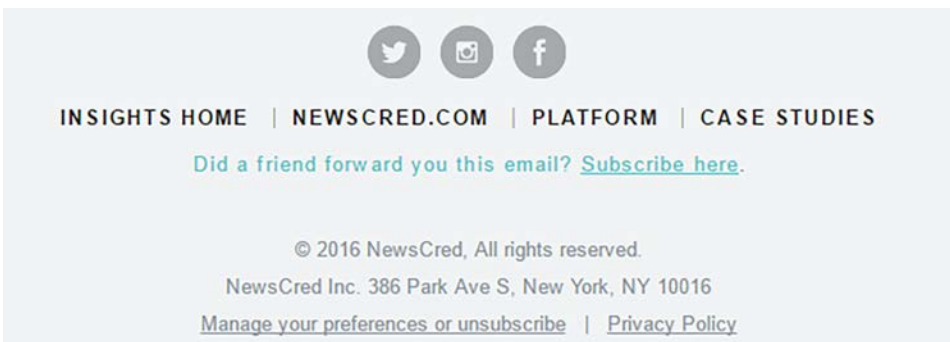 INSIGHTS HOME | NEWSCRED.COM | PLATFORM | CASE STUDIES
Did a friend forward you this email? Subscribe here.
© 2016 NewsCred, All rights reserved.
NewsCred Inc. 386 Park Ave S, New York, NY 10016
Manage your preferences or unsubscribe | Privacy Policy